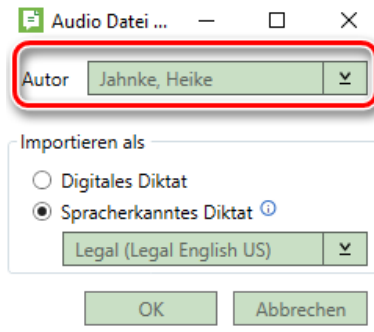 Audio Datei ...
Autor Jahnke, Heike
Importieren als
Digitales Diktat
Spracherkanntes Diktat
Legal (Legal English US)
OK Abbrechen